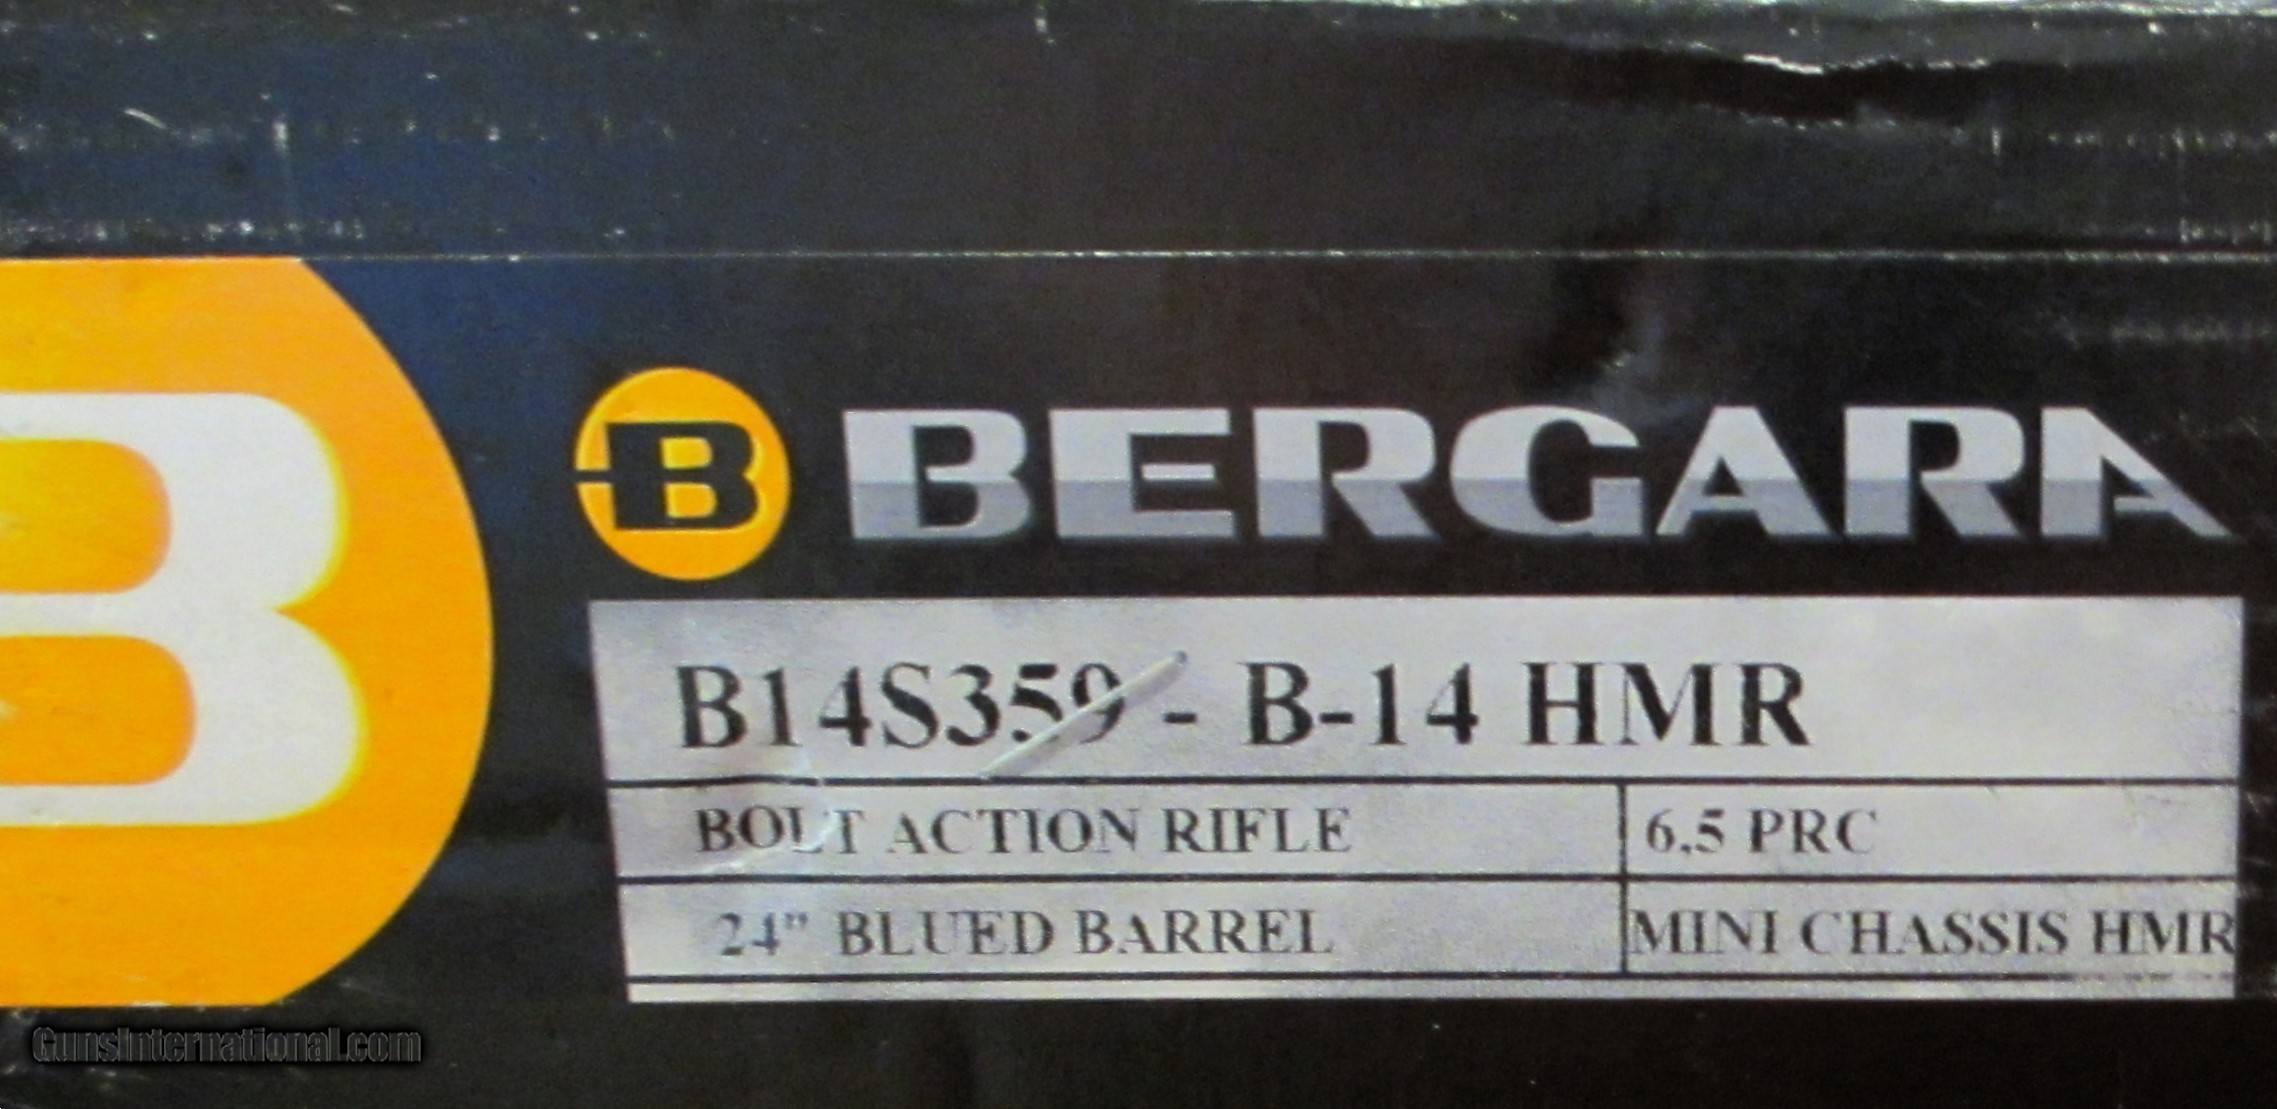 B
B BERGARA
B14S359 - B-14 HMR
BOLT ACTION RIFLE 6.5 PRC
24" BLUED BARREL MINI CHASSIS HMR
GunsInternational.com